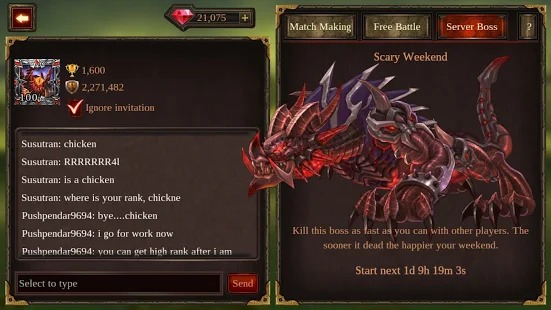 21,075
+
Match Making
Free Battle
Server Boss
?
100
1,600
2,271,482
Ignore invitation
Susutran: chicken
Susutran: RRRRRRR4l
Susutran: is a chicken
Susutran: where is your rank, chickne
Pushpendar9694: bye....chicken
Pushpendar9694: i go for work now
Pushpendar9694: you can get high rank after i am
Select to type
Send
Scary Weekend
Kill this boss as fast as you can with other players. The
sooner it dead the happier your weekend.
Start next 1d 9h 19m 3s